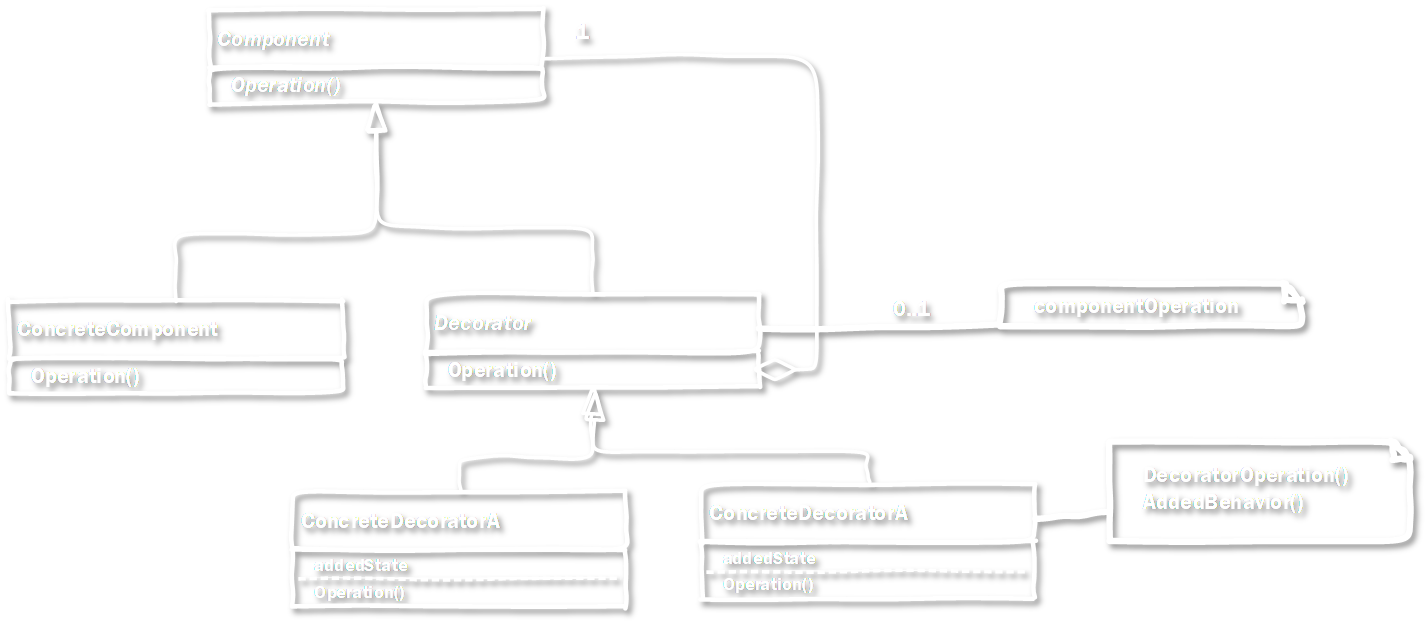 Component
1
Operation()
ConcreteComponent
Operation()
Decorator
Operation()
0..1
componentOperation
ConcreteDecoratorA
addedState
Operation()
ConcreteDecoratorA
addedState
Operation()
DecoratorOperation()
AddedBehavior()